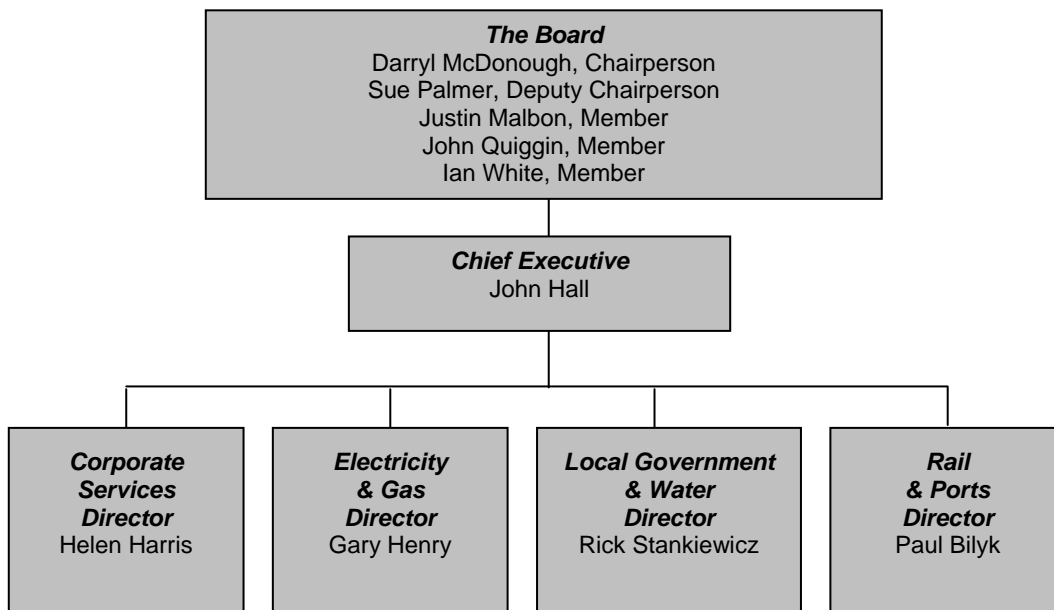 The Board
Darryl McDonough, Chairperson
Sue Palmer, Deputy Chairperson
Justin Malbon, Member
John Quiggin, Member
Ian White, Member
Chief Executive
John Hall
Corporate
Services
Director
Helen Harris
Electricity
& Gas
Director
Gary Henry
Local Government
& Water
Director
Rick Stankiewicz
Rail
& Ports
Director
Paul Bilyk